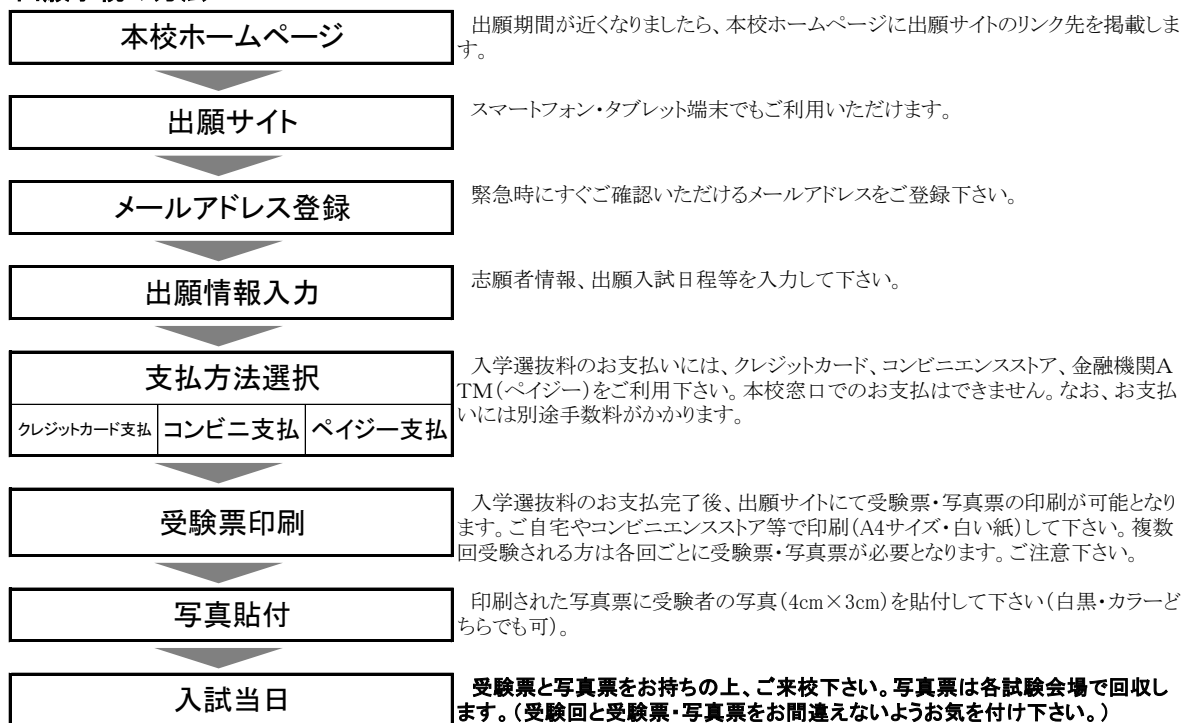 本校ホームページ
出願期間が近くなりましたら、本校ホームページに出願サイトのリンク先を掲載しま
す。
出願サイト
スマートフォン・タブレット端末でもご利用いただけます。
メールアドレス登録
緊急時にすぐご確認いただけるメールアドレスをご登録下さい。
出願情報入力
志願者情報、出願入試日程等を入力して下さい。
支払方法選択
クレジットカード支払 コンビニ支払 ペイジー支払
入学選抜料のお支払いには、クレジットカード、コンビニエンスストア、金融機関A
TM(ペイジー)をご利用下さい。本校窓口でのお支払はできません。なお、お支払
いには別途手数料がかかります。
受験票印刷
入学選抜料のお支払完了後、出願サイトにて受験票・写真票の印刷が可能となり
ます。ご自宅やコンビニエンスストア等で印刷(A4サイズ・白い紙)して下さい。複数
回受験される方は各回ごとに受験票・写真票が必要となります。ご注意下さい。
写真貼付
印刷された写真票に受験者の写真(4cm×3cm)を貼付して下さい(白黒・カラーど
ちらでも可)。
入試当日
受験票と写真票をお持ちの上、ご来校下さい。写真票は各試験会場で回収し
ます。(受験回と受験票・写真票をお間違えないようお気を付け下さい。)